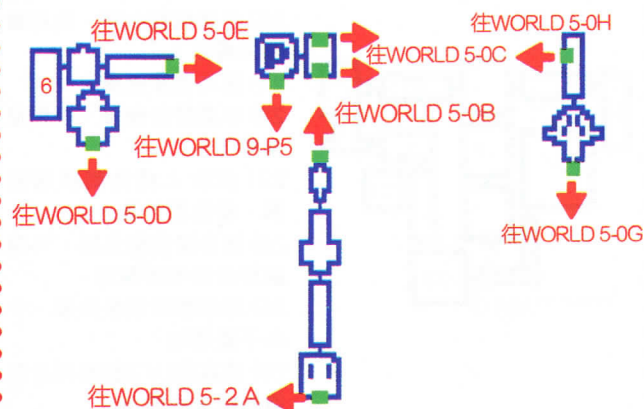 往WORLD 5-0E
往WORLD 5-0H
P
往WORLD 5-0C
6
往WORLD 5-0B
往WORLD 9-P5
往WORLD 5-0D
往WORLD 5-0G
往WORLD 5-2A